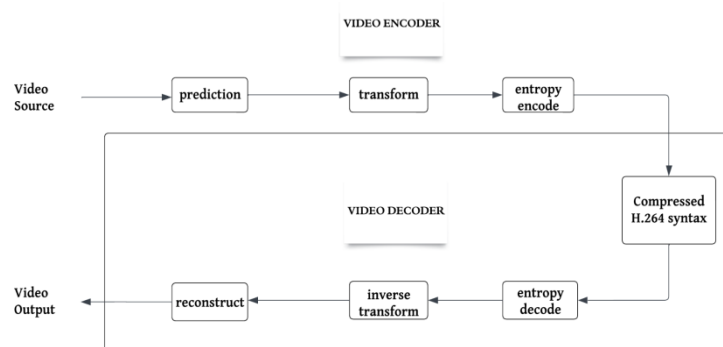 VIDEO ENCODER
Video
Source
prediction
transform
entropy
encode
Compressed
H.264 syntax
VIDEO DECODER
Video
Output
reconstruct
inverse
transform
entropy
decode